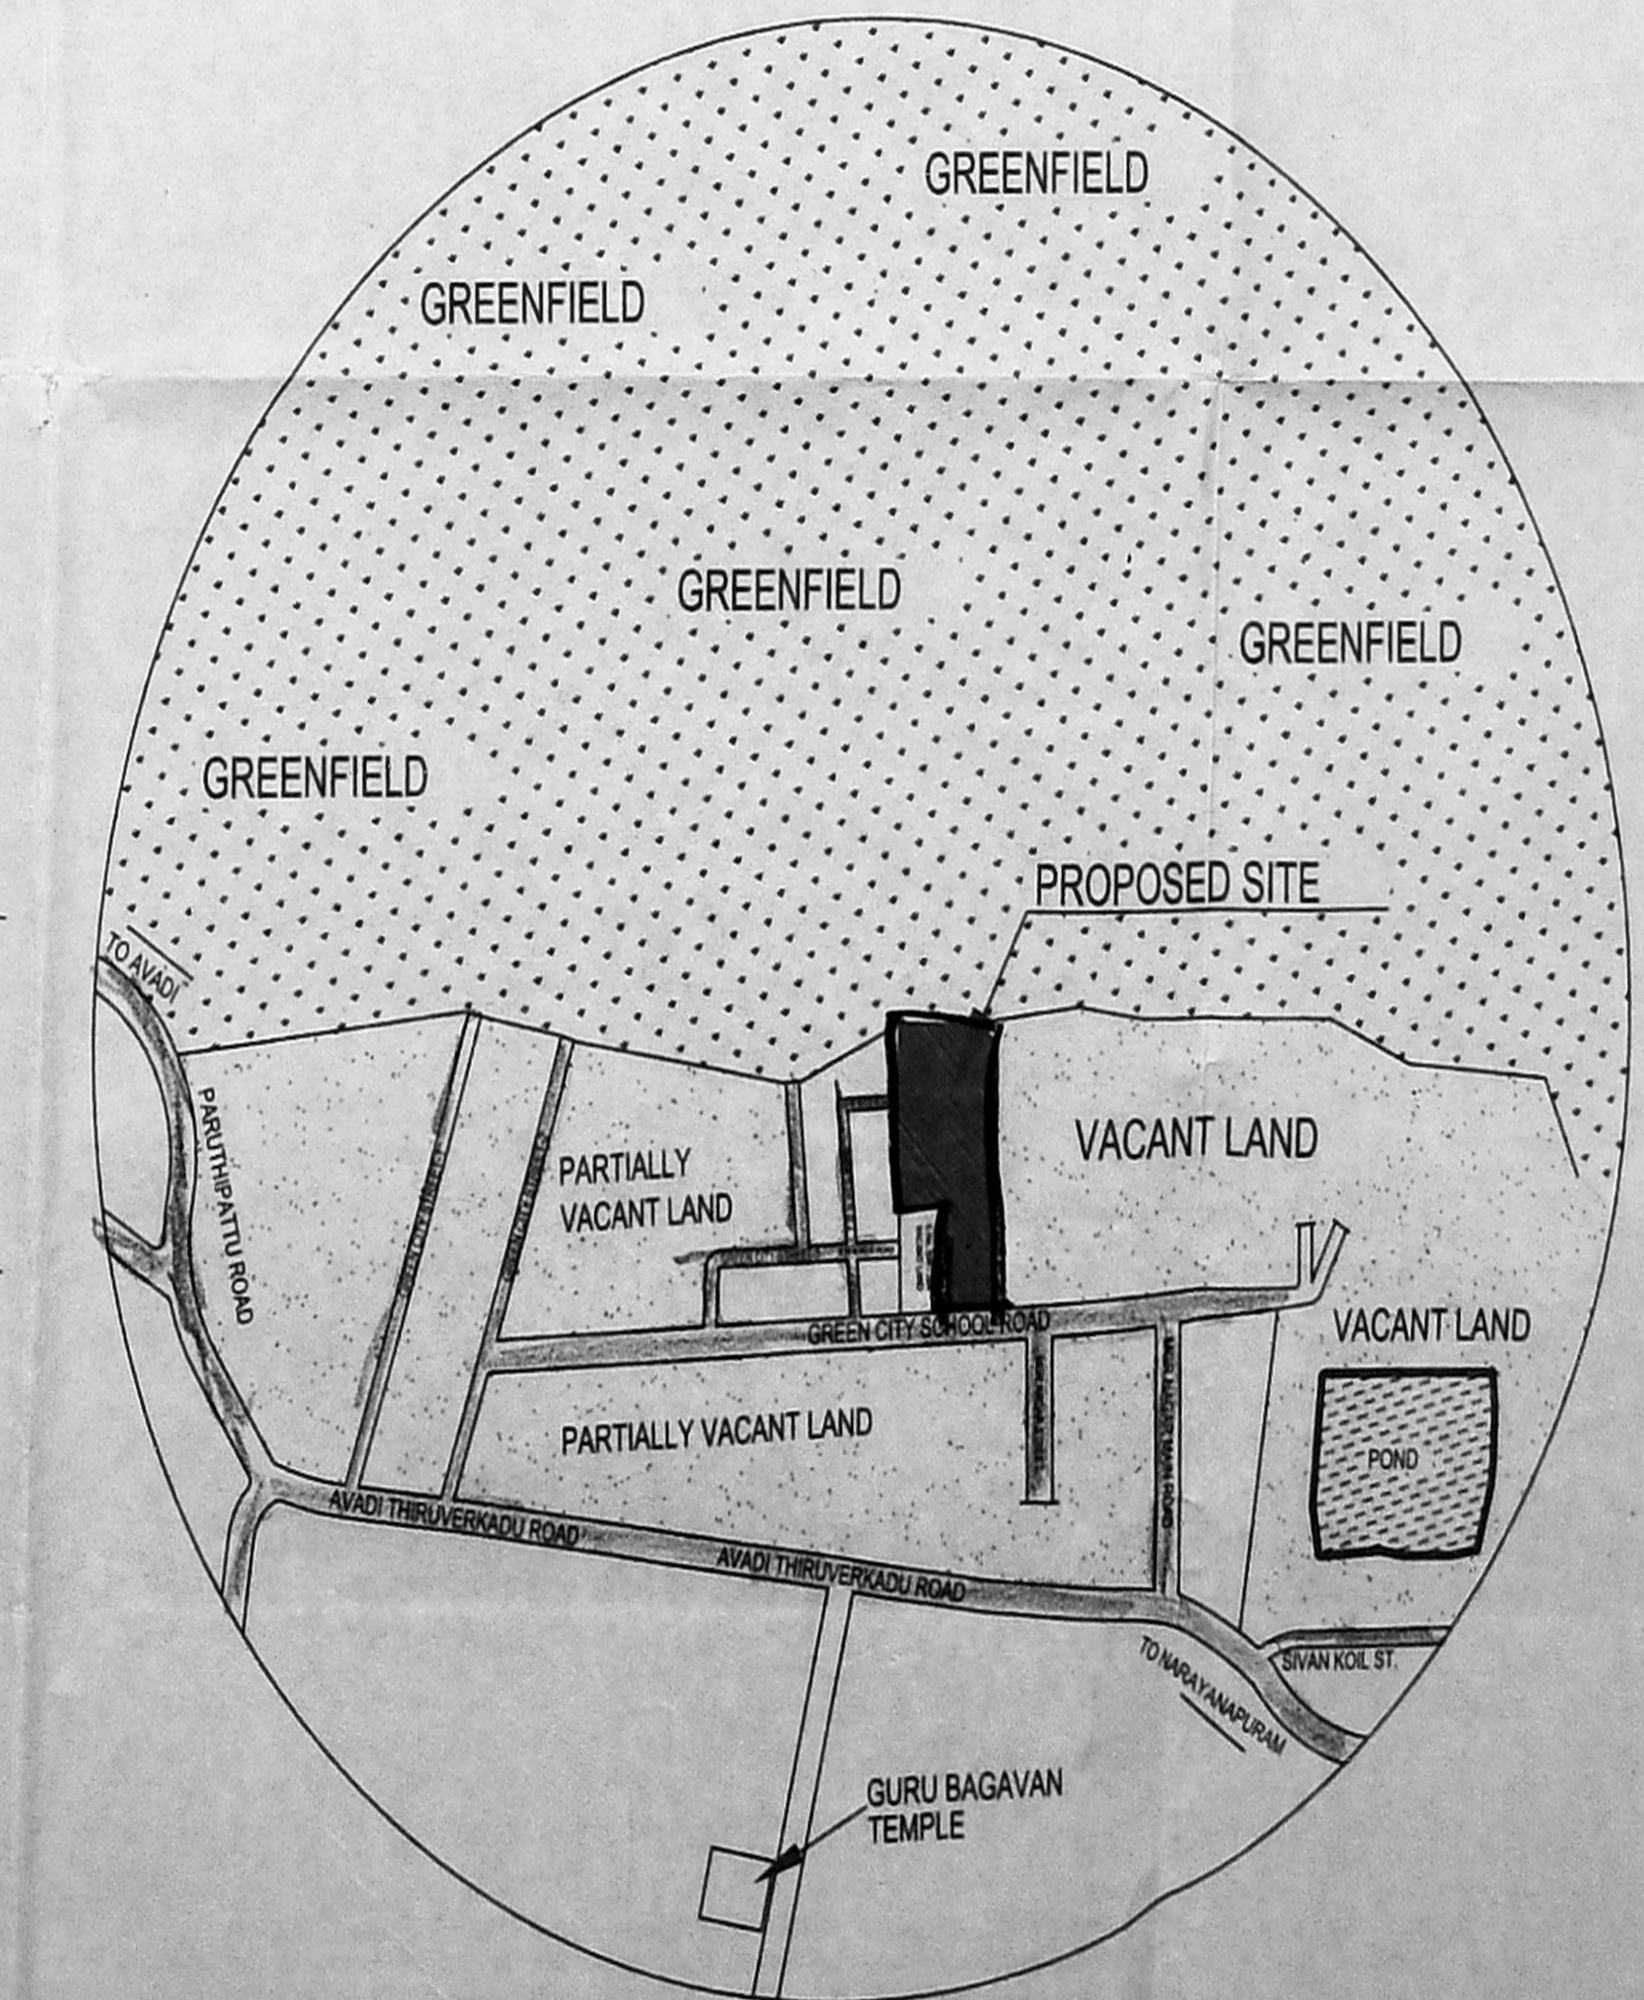 GREENFIELD
GREENFIELD
GREENFIELD
GREENFIELD
GREENFIELD
PROPOSED SITE
TO AVADI
PARUTHIPATTU ROAD
PARTIALLY
VACANT LAND
VACANT LAND
GREEN CITY SCHOOL ROAD
VACANT LAND
PARTIALLY VACANT LAND
POND
MAIN ROAD
AVADI THIRUVERKADU ROAD
AVADI THIRUVERKADU ROAD
TO NARAYANAPURAM
SIVAN KOIL ST.
GURU BAGAVAN
TEMPLE